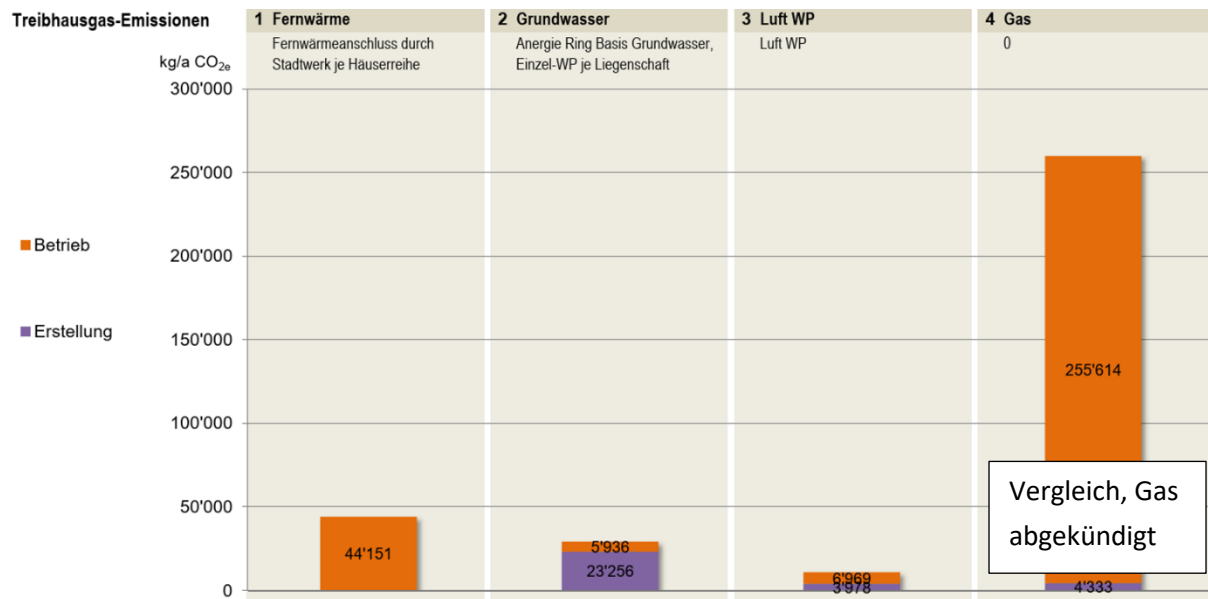 Treibhausgas-Emissionen
1 Fernwärme
2 Grundwasser
3 Luft WP
4 Gas
Fernwärmeanschluss durch
Stadtwerk je Häuserreihe
Anergie Ring Basis Grundwasser,
Einzel-WP je Liegenschaft
Luft WP
0
kg/a CO2e
300'000
250'000
200'000
150'000
100'000
50'000
0
Betrieb
Erstellung
44'151
5'936
23'256
6'969
3'978
255'614
4'333
Vergleich, Gas
abgekündigt